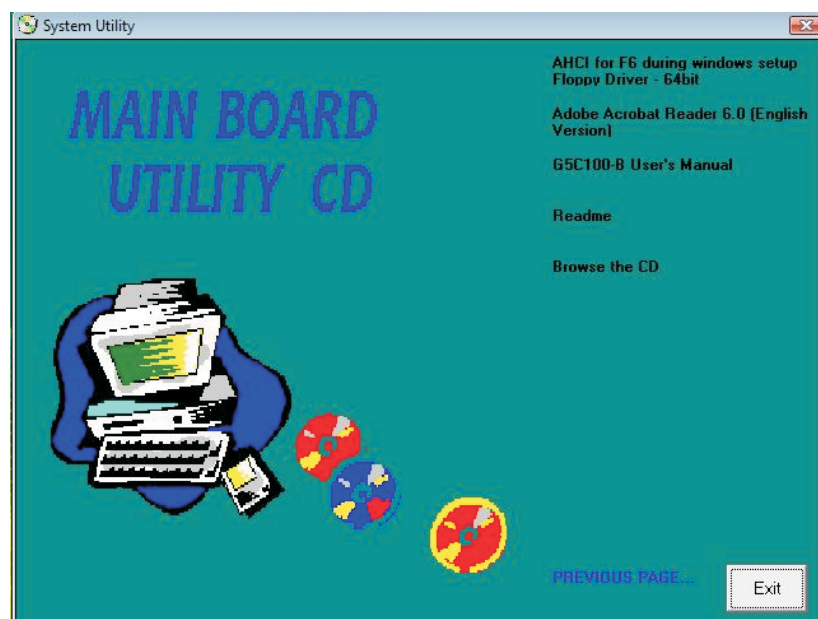 System Utility
MAIN BOARD
UTILITY CD
AHCI for F6 during windows setup
Floppy Driver - 64bit
Adobe Acrobat Reader 6.0 (English
Version)
G5C100-B User's Manual
Readme
Browse the CD
PREVIOUS PAGE...
Exit